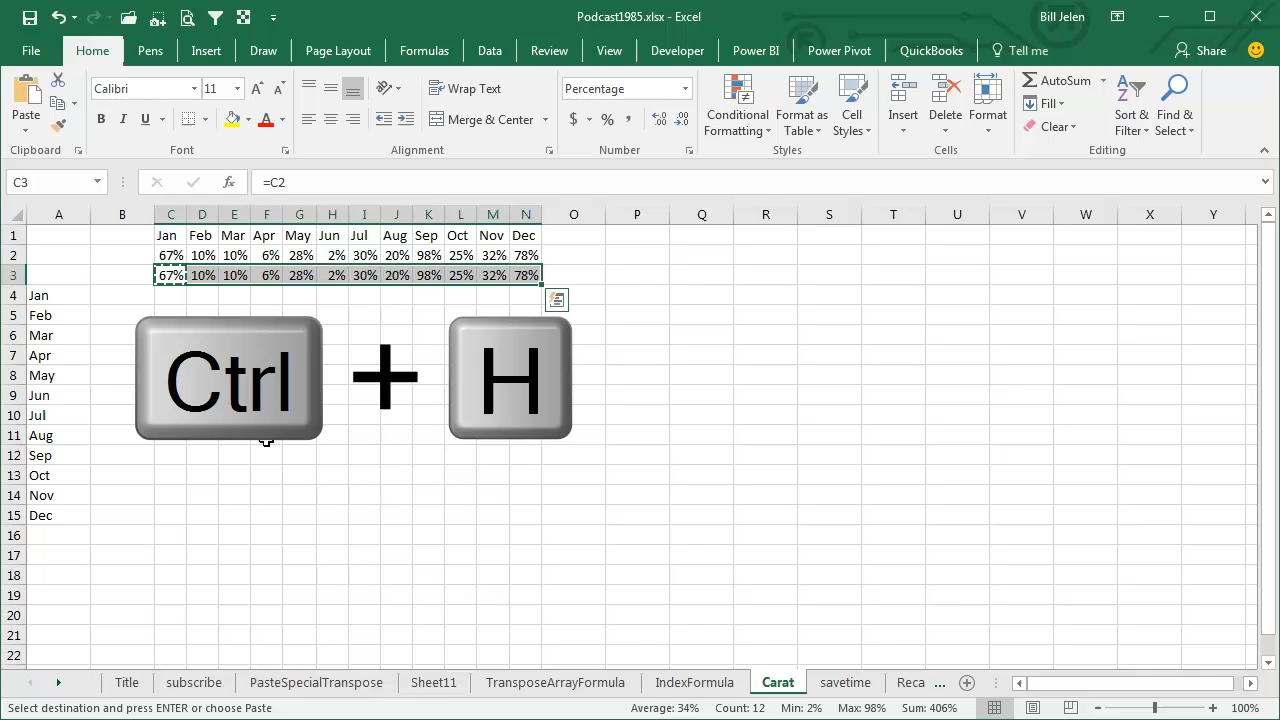 Podcast1985.xlsx - Excel
Bill Jelen
File Home Pens Insert Draw Page Layout Formulas Data Review View Developer Power BI Power Pivot QuickBooks Tell me Share
Paste Calibri 11 A A Wrap Text Percentage Conditional Formatting Format as Table Cell Styles Insert Delete Format AutoSum Fill Clear Sort & Filter Find & Select
B I U A Merge & Center $ % ,
Clipboard Font Alignment Number Styles Cells Editing
C3 fx =C2
A B C D E F G H I J K L M N O P Q R S T U V W X Y
1 Jan Feb Mar Apr May Jun Jul Aug Sep Oct Nov Dec
2 67% 10% 10% 6% 28% 2% 30% 20% 98% 25% 32% 78%
3 67% 10% 10% 6% 28% 2% 30% 20% 98% 25% 32% 78%
4 Jan
5 Feb
6 Mar
7 Apr
8 May
9 Jun
10 Jul
11 Aug
12 Sep
13 Oct
14 Nov
15 Dec
16
17
18
19
20
21
22
Ctrl + H
Title subscribe PasteSpecialTranspose Sheet11 TransposeArrayFormula IndexFormula Carat savetime Reca ...
Select destination and press ENTER or choose Paste Average: 34% Count: 12 Min: 2% Max: 98% Sum: 406% 100%